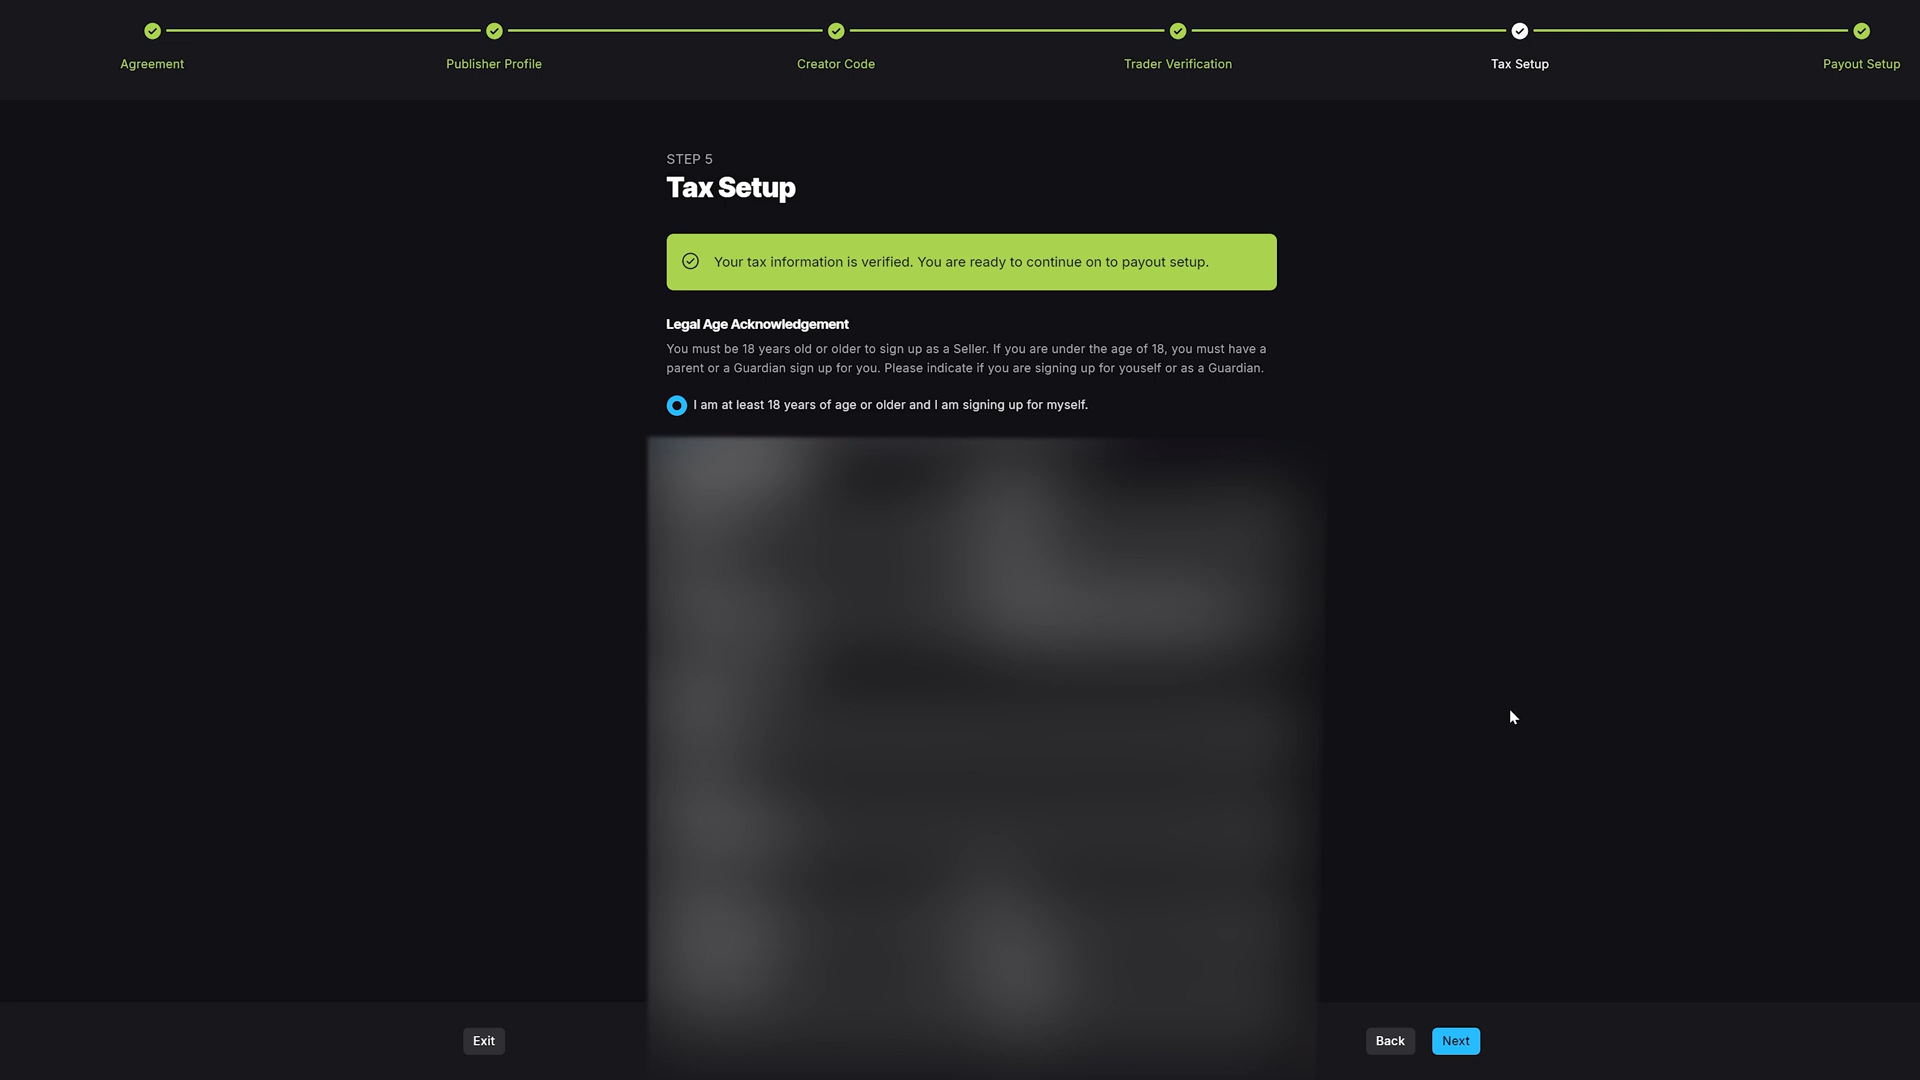 Agreement
Publisher Profile
Creator Code
Trader Verification
Tax Setup
Payout Setup
STEP 5
Tax Setup
Your tax information is verified. You are ready to continue on to payout setup.
Legal Age Acknowledgement
You must be 18 years old or older to sign up as a Seller. If you are under the age of 18, you must have a
parent or a Guardian sign up for you. Please indicate if you are signing up for youself or as a Guardian.
I am at least 18 years of age or older and I am signing up for myself.
Exit
Back
Next